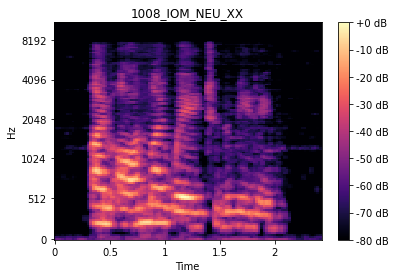 1008_IOM_NEU_XX
+0 dB
8192
-10 dB
4096
-20 dB
-30 dB
2048
Hz
-40 dB
1024
-50 dB
512
-60 dB
-70 dB
0
-80 dB
0 0.5 1 1.5 2
Time